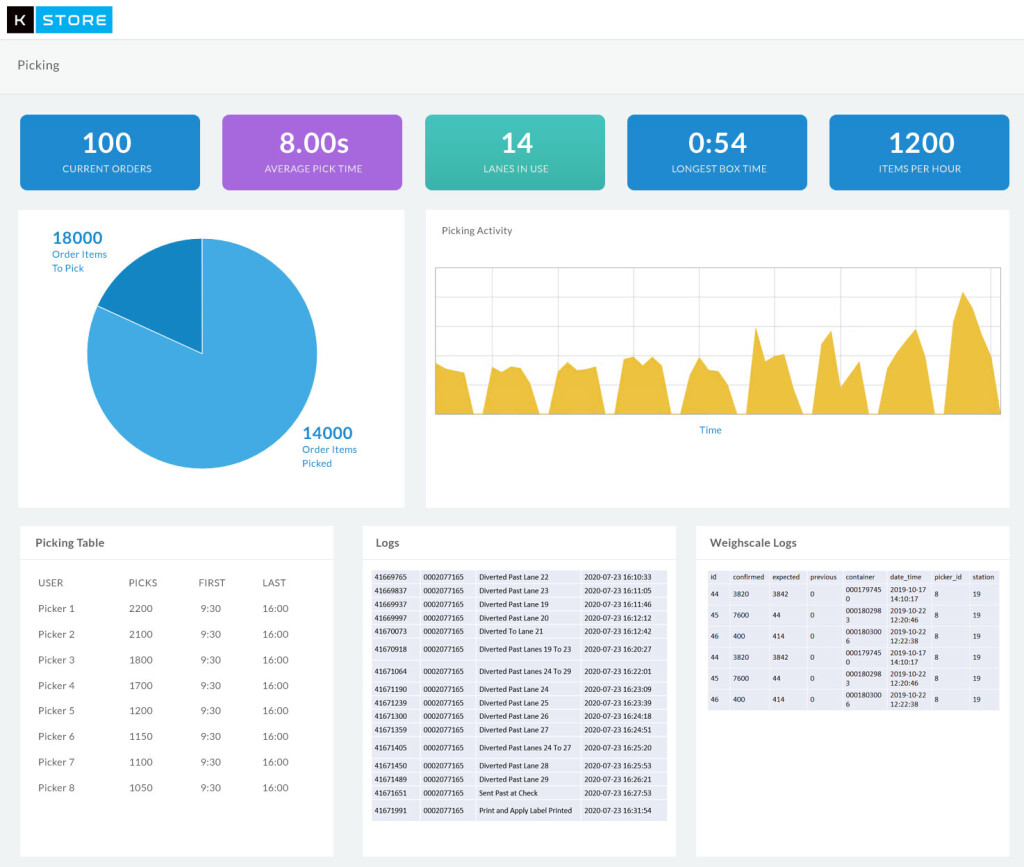 K STORE
Picking
100
CURRENT ORDERS
8.00s
AVERAGE PICK TIME
14
LANES IN USE
0:54
LONGEST BOX TIME
1200
ITEMS PER HOUR
18000
Order Items
To Pick
14000
Order Items
Picked
Picking Activity
Time
Picking Table
USER PICKS FIRST LAST
Picker 1 2200 9:30 16:00
Picker 2 2100 9:30 16:00
Picker 3 1800 9:30 16:00
Picker 4 1700 9:30 16:00
Picker 5 1200 9:30 16:00
Picker 6 1150 9:30 16:00
Picker 7 1100 9:30 16:00
Picker 8 1050 9:30 16:00
Logs
41669765 0002077165 Diverted Past Lane 22 2020-07-23 16:10:33
41669837 0002077165 Diverted Past Lane 23 2020-07-23 16:11:05
41669937 0002077165 Diverted Past Lane 19 2020-07-23 16:11:46
41669997 0002077165 Diverted Past Lane 20 2020-07-23 16:12:12
41670073 0002077165 Diverted To Lane 21 2020-07-23 16:12:42
41670918 0002077165 Diverted Past Lanes 19 To 23 2020-07-23 16:20:27
41671064 0002077165 Diverted Past Lanes 24 To 29 2020-07-23 16:22:01
41671190 0002077165 Diverted Past Lane 24 2020-07-23 16:23:09
41671239 0002077165 Diverted Past Lane 25 2020-07-23 16:23:39
41671300 0002077165 Diverted Past Lane 26 2020-07-23 16:24:18
41671359 0002077165 Diverted Past Lane 27 2020-07-23 16:24:51
41671405 0002077165 Diverted Past Lanes 24 To 27 2020-07-23 16:25:20
41671450 0002077165 Diverted Past Lane 28 2020-07-23 16:25:53
41671489 0002077165 Diverted Past Lane 29 2020-07-23 16:26:21
41671651 0002077165 Sent Past at Check 2020-07-23 16:27:53
41671991 0002077165 Print and Apply Label Printed 2020-07-23 16:31:54
Weighscale Logs
id confirmed expected previous container date_time picker_id station
44 3820 3842 0 000179745 2019-10-17 8 19
0 14:10:17
45 7600 44 0 000180298 2019-10-22 8 19
3 12:20:46
46 400 414 0 000180300 2019-10-22 8 19
6 12:22:38
44 3820 3842 0 000179745 2019-10-17 8 19
0 14:10:17
45 7600 44 0 000180298 2019-10-22 8 19
3 12:20:46
46 400 414 0 000180300 2019-10-22 8 19
6 12:22:38